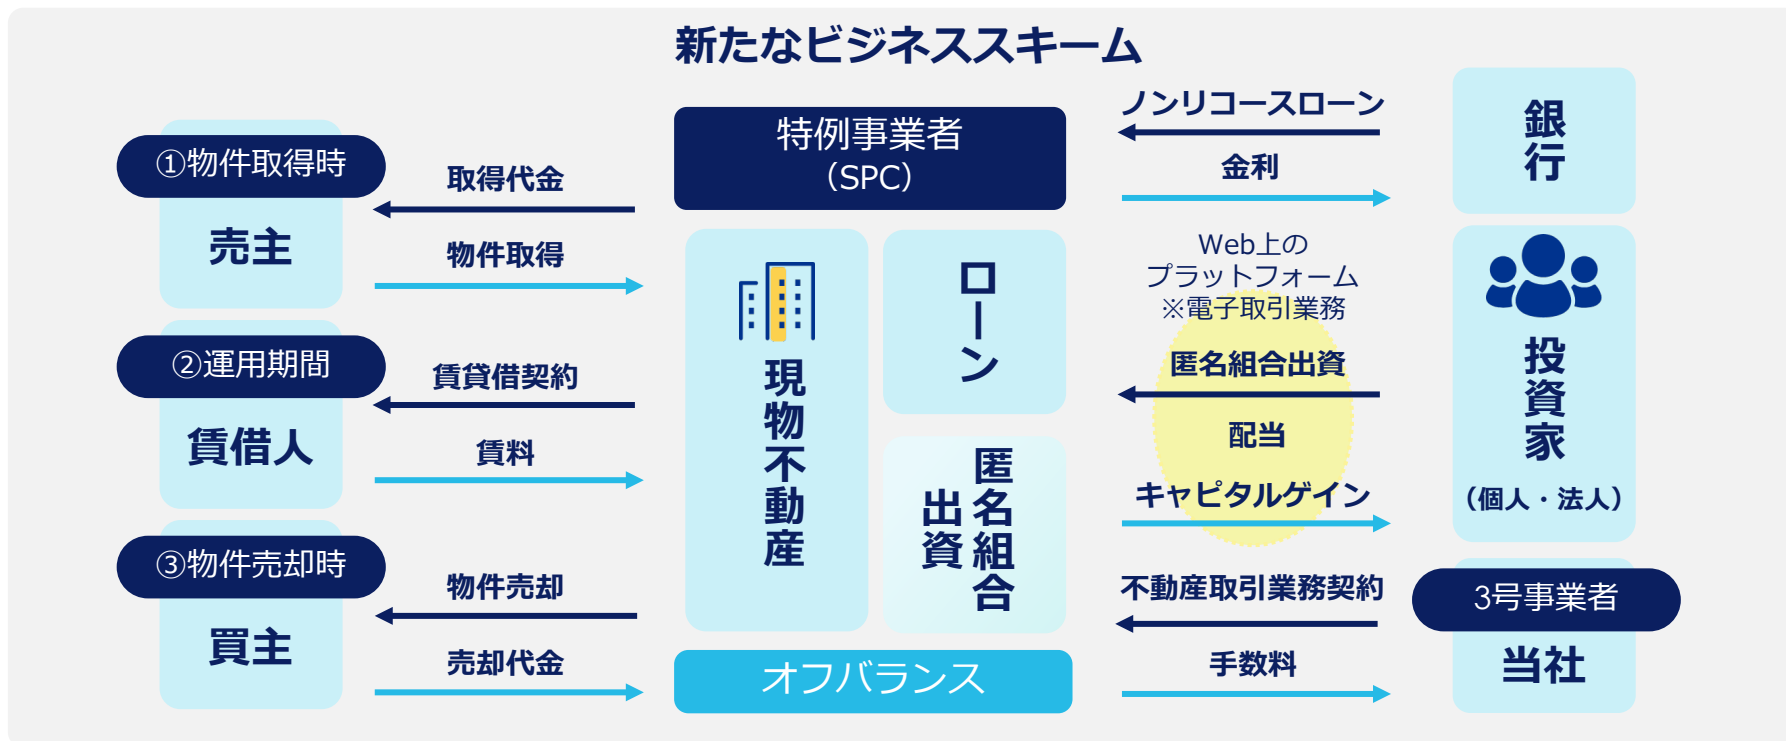 新たなビジネススキーム
①物件取得時
売主
取得代金
物件取得
②運用期間
賃借人
賃貸借契約
賃料
③物件売却時
買主
物件売却
売却代金
特例事業者
（SPC）
現物不動産
ローン
匿名組合
出資
オフバランス
ノンリコースローン
金利
銀行
Web上の
プラットフォーム
※電子取引業務
匿名組合出資
配当
キャピタルゲイン
投資家
（個人・法人）
不動産取引業務契約
手数料
3号事業者
当社